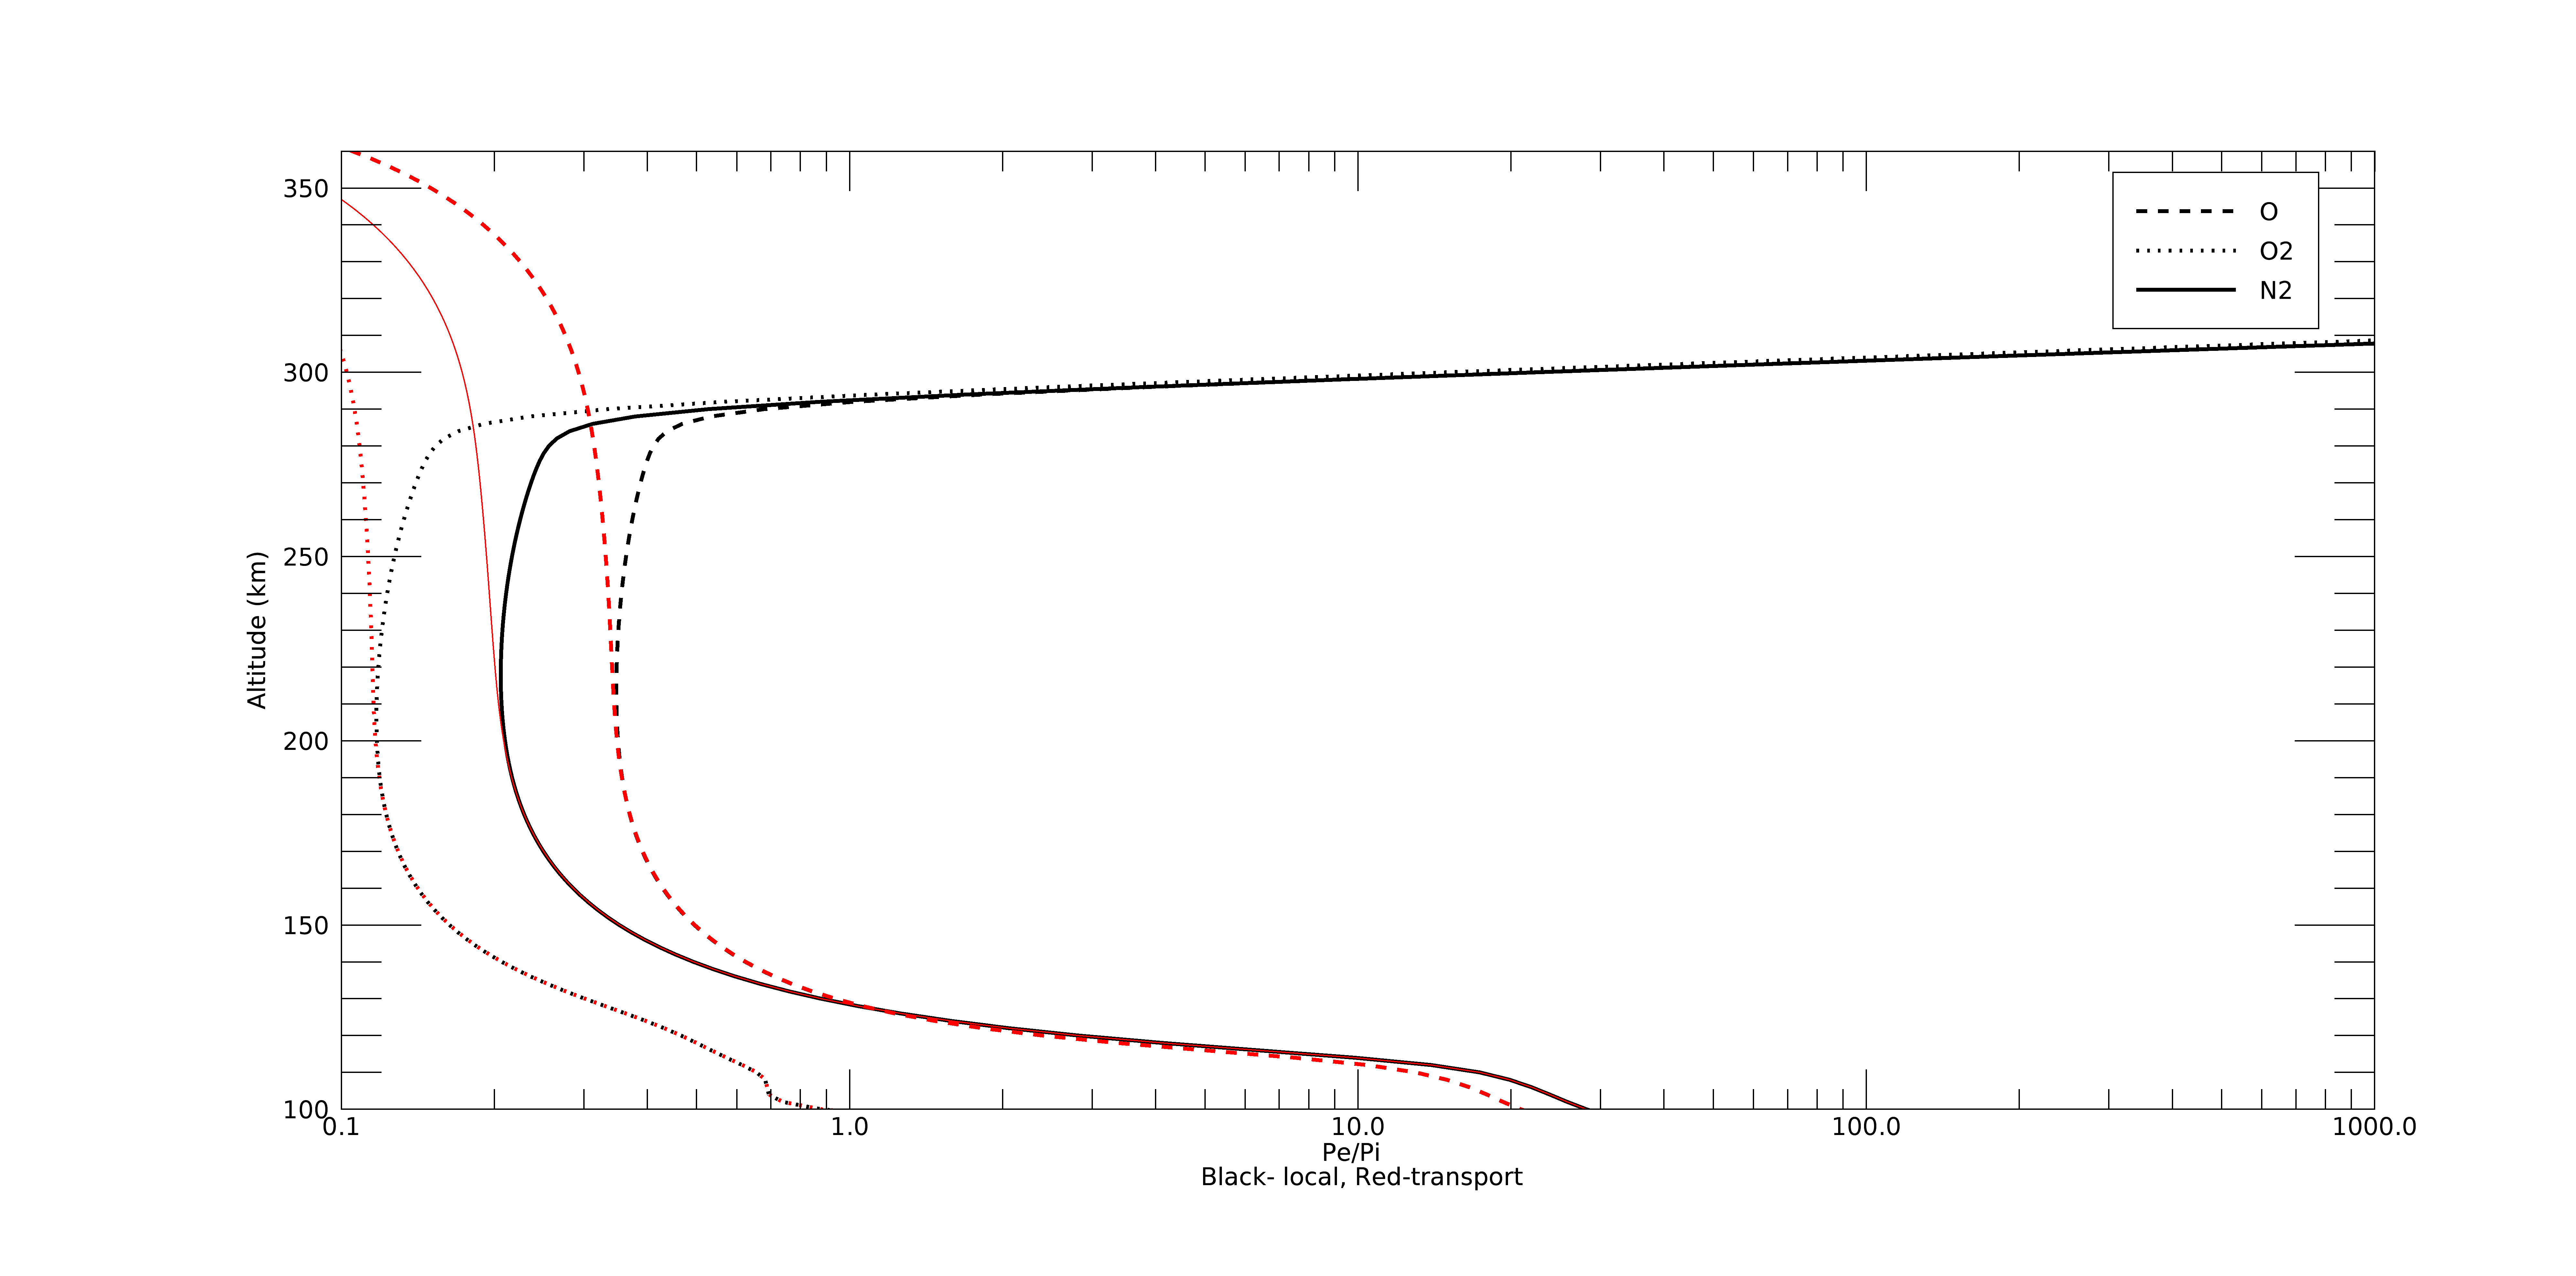 350
300
250
200
150
100
Altitude (km)
O
O2
N2
0.1
1.0
10.0
100.0
1000.0
Pe/Pi
Black- local, Red-transport